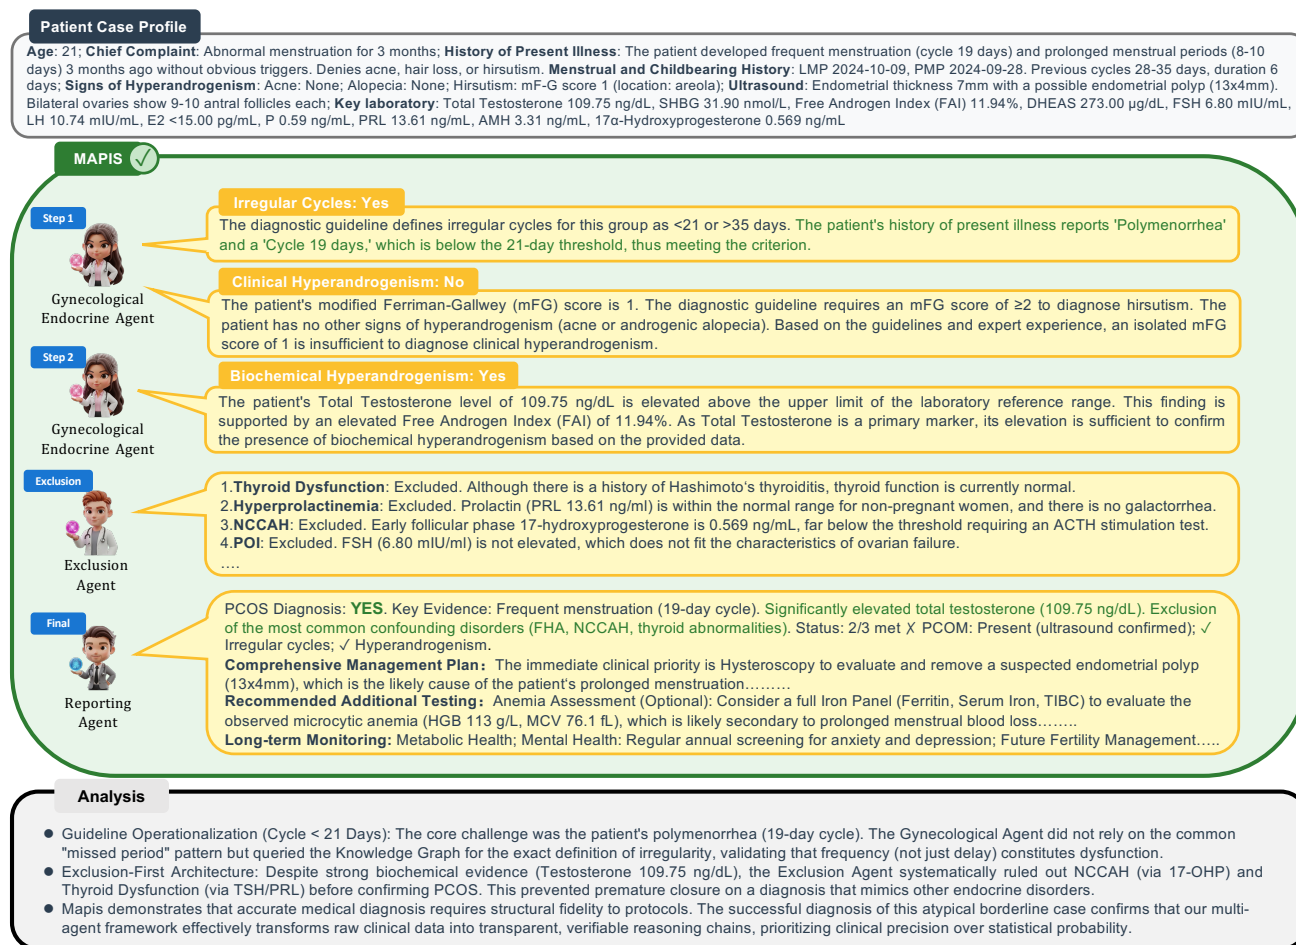 Patient Case Profile
Age: 21; Chief Complaint: Abnormal menstruation for 3 months; History of Present Illness: The patient developed frequent menstruation (cycle 19 days) and prolonged menstrual periods (8-10
days) 3 months ago without obvious triggers. Denies acne, hair loss, or hirsutism. Menstrual and Childbearing History: LMP 2024-10-09, PMP 2024-09-28. Previous cycles 28-35 days, duration 6
days; Signs of Hyperandrogenism: Acne: None; Alopecia: None; Hirsutism: mF-G score 1 (location: areola); Ultrasound: Endometrial thickness 7mm with a possible endometrial polyp (13x4mm).
Bilateral ovaries show 9-10 antral follicles each; Key laboratory: Total Testosterone 109.75 ng/dL, SHBG 31.90 nmol/L, Free Androgen Index (FAI) 11.94%, DHEAS 273.00 µg/dL, FSH 6.80 mIU/mL,
LH 10.74 mIU/mL, E2 <15.00 pg/mL, P 0.59 ng/mL, PRL 13.61 ng/mL, AMH 3.31 ng/mL, 17α-Hydroxyprogesterone 0.569 ng/mL
MAPIS ✓
Step 1
Gynecological
Endocrine Agent
Irregular Cycles: Yes
The diagnostic guideline defines irregular cycles for this group as <21 or >35 days. The patient's history of present illness reports 'Polymenorrhea'
and a 'Cycle 19 days,' which is below the 21-day threshold, thus meeting the criterion.
Clinical Hyperandrogenism: No
The patient's modified Ferriman-Gallwey (mFG) score is 1. The diagnostic guideline requires an mFG score of ≥2 to diagnose hirsutism. The
patient has no other signs of hyperandrogenism (acne or androgenic alopecia). Based on the guidelines and expert experience, an isolated mFG
score of 1 is insufficient to diagnose clinical hyperandrogenism.
Step 2
Gynecological
Endocrine Agent
Biochemical Hyperandrogenism: Yes
The patient's Total Testosterone level of 109.75 ng/dL is elevated above the upper limit of the laboratory reference range. This finding is
supported by an elevated Free Androgen Index (FAI) of 11.94%. As Total Testosterone is a primary marker, its elevation is sufficient to confirm
the presence of biochemical hyperandrogenism based on the provided data.
Exclusion
Exclusion
Agent
1.Thyroid Dysfunction: Excluded. Although there is a history of Hashimoto's thyroiditis, thyroid function is currently normal.
2.Hyperprolactinemia: Excluded. Prolactin (PRL 13.61 ng/ml) is within the normal range for non-pregnant women, and there is no galactorrhea.
3.NCCAH: Excluded. Early follicular phase 17-hydroxyprogesterone is 0.569 ng/mL, far below the threshold requiring an ACTH stimulation test.
4.POI: Excluded. FSH (6.80 mIU/ml) is not elevated, which does not fit the characteristics of ovarian failure.
....
Final
Reporting
Agent
PCOS Diagnosis: YES. Key Evidence: Frequent menstruation (19-day cycle). Significantly elevated total testosterone (109.75 ng/dL). Exclusion
of the most common confounding disorders (FHA, NCCAH, thyroid abnormalities). Status: 2/3 met ✗ PCOM: Present (ultrasound confirmed); ✓
Irregular cycles; ✓ Hyperandrogenism.
Comprehensive Management Plan： The immediate clinical priority is Hysteroscopy to evaluate and remove a suspected endometrial polyp
(13x4mm), which is the likely cause of the patient's prolonged menstruation………
Recommended Additional Testing： Anemia Assessment (Optional): Consider a full Iron Panel (Ferritin, Serum Iron, TIBC) to evaluate the
observed microcytic anemia (HGB 113 g/L, MCV 76.1 fL), which is likely secondary to prolonged menstrual blood loss……..
Long-term Monitoring: Metabolic Health; Mental Health: Regular annual screening for anxiety and depression; Future Fertility Management…..
Analysis
● Guideline Operationalization (Cycle < 21 Days): The core challenge was the patient's polymenorrhea (19-day cycle). The Gynecological Agent did not rely on the common
"missed period" pattern but queried the Knowledge Graph for the exact definition of irregularity, validating that frequency (not just delay) constitutes dysfunction.
● Exclusion-First Architecture: Despite strong biochemical evidence (Testosterone 109.75 ng/dL), the Exclusion Agent systematically ruled out NCCAH (via 17-OHP) and
Thyroid Dysfunction (via TSH/PRL) before confirming PCOS. This prevented premature closure on a diagnosis that mimics other endocrine disorders.
● Mapis demonstrates that accurate medical diagnosis requires structural fidelity to protocols. The successful diagnosis of this atypical borderline case confirms that our multi-
agent framework effectively transforms raw clinical data into transparent, verifiable reasoning chains, prioritizing clinical precision over statistical probability.